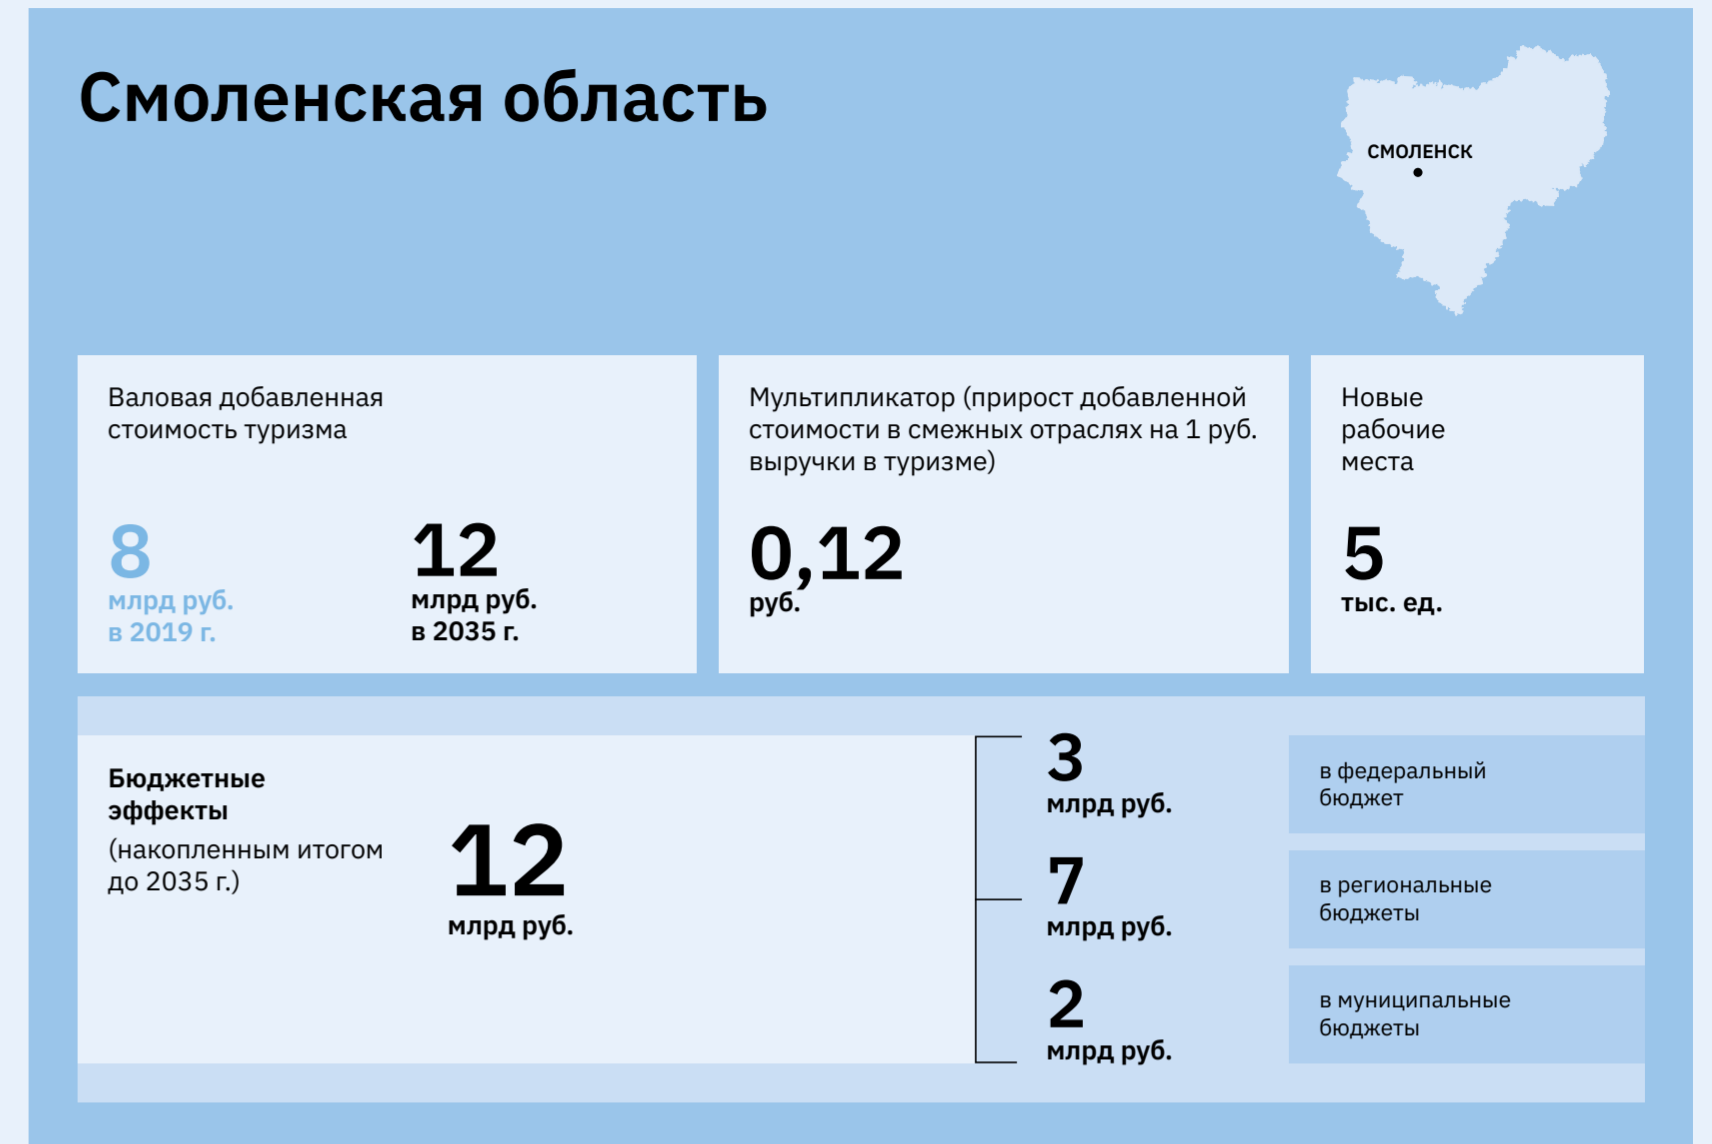 Смоленская область
СМОЛЕНСК
Валовая добавленная
стоимость туризма
8
млрд руб.
в 2019 г.
12
млрд руб.
в 2035 г.
Мультипликатор (прирост добавленной
стоимости в смежных отраслях на 1 руб.
выручки в туризме)
0,12
руб.
Новые
рабочие
места
5
тыс. ед.
Бюджетные
эффекты
(накопленным итогом
до 2035 г.)
12
млрд руб.
3
млрд руб.
в федеральный
бюджет
7
млрд руб.
в региональные
бюджеты
2
млрд руб.
в муниципальные
бюджеты